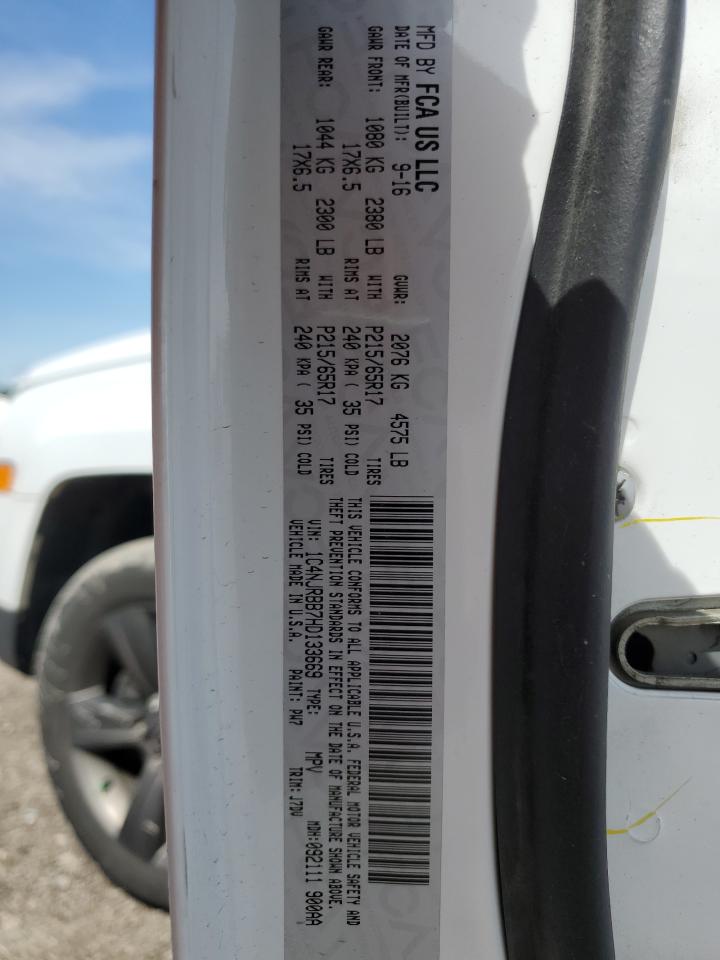 MFD BY FCA US LLC
DATE OF MFR(BUILT): 9-16 GVWR: 2076 KG 4575 LB
GAWR FRONT: 1080 KG 2380 LB WITH P215/65R17 TIRES
17X6.5 RIMS AT 240 KPA ( 35 PSI) COLD
GAWR REAR: 1044 KG 2300 LB WITH P215/65R17 TIRES
17X6.5 RIMS AT 240 KPA ( 35 PSI) COLD
THIS VEHICLE CONFORMS TO ALL APPLICABLE U.S.A. FEDERAL MOTOR VEHICLE SAFETY AND
THEFT PREVENTION STANDARDS IN EFFECT ON THE DATE OF MANUFACTURE SHOWN ABOVE.
VIN: 1C4NJRBB7HD133669 TYPE: MPV MDH:092111 900AA
VEHICLE MADE IN U.S.A. PAINT: PW7 TRIM:J7DV